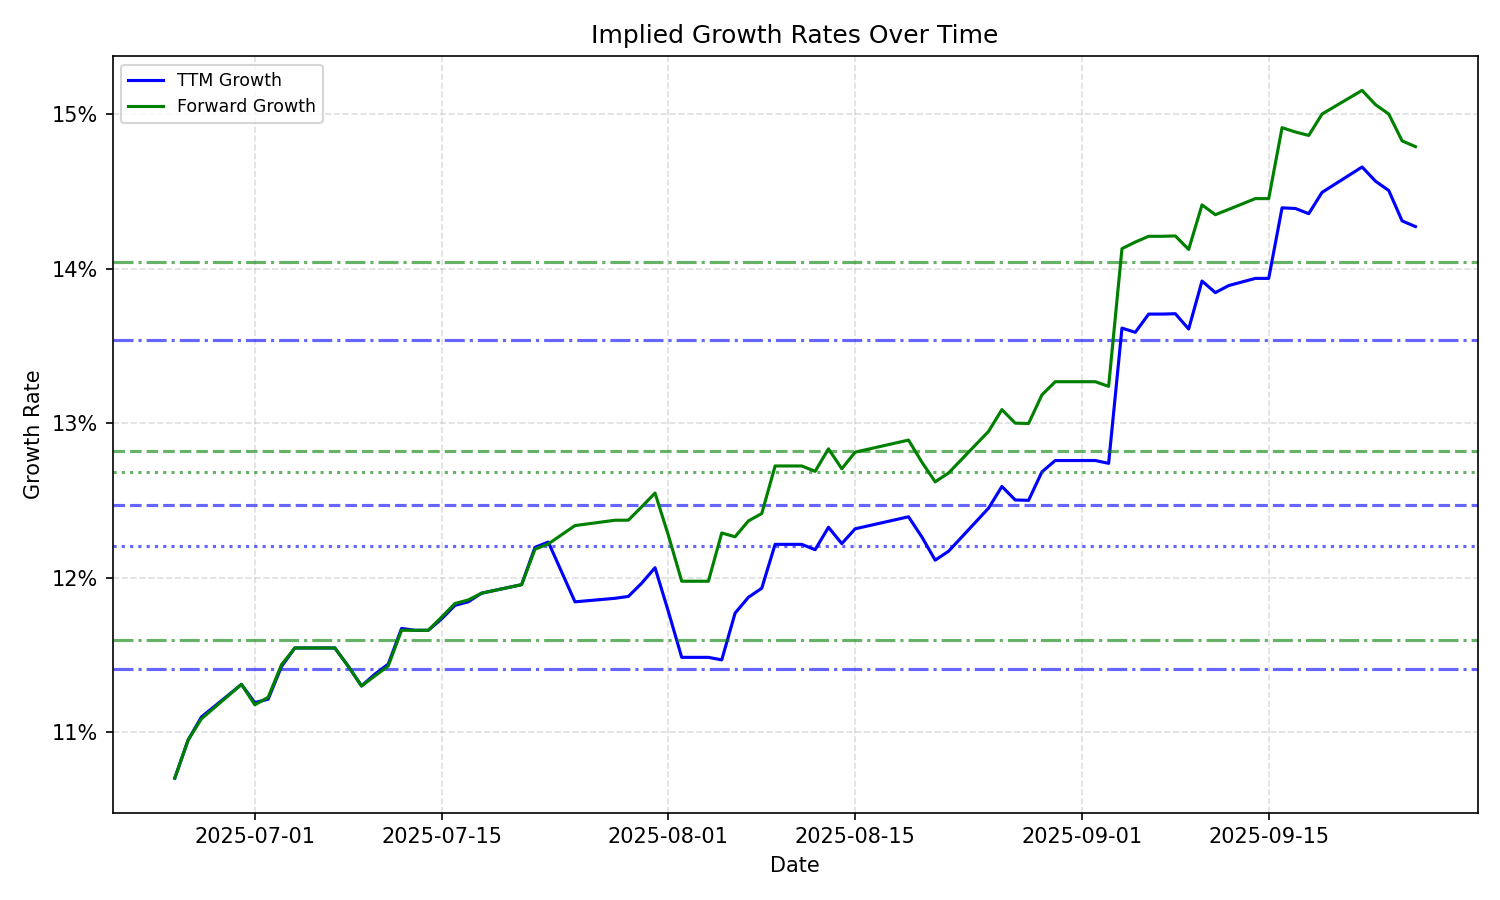 Implied Growth Rates Over Time
TTM Growth
Forward Growth
15%
14%
13%
12%
11%
Growth Rate
2025-07-01
2025-07-15
2025-08-01
2025-08-15
2025-09-01
2025-09-15
Date